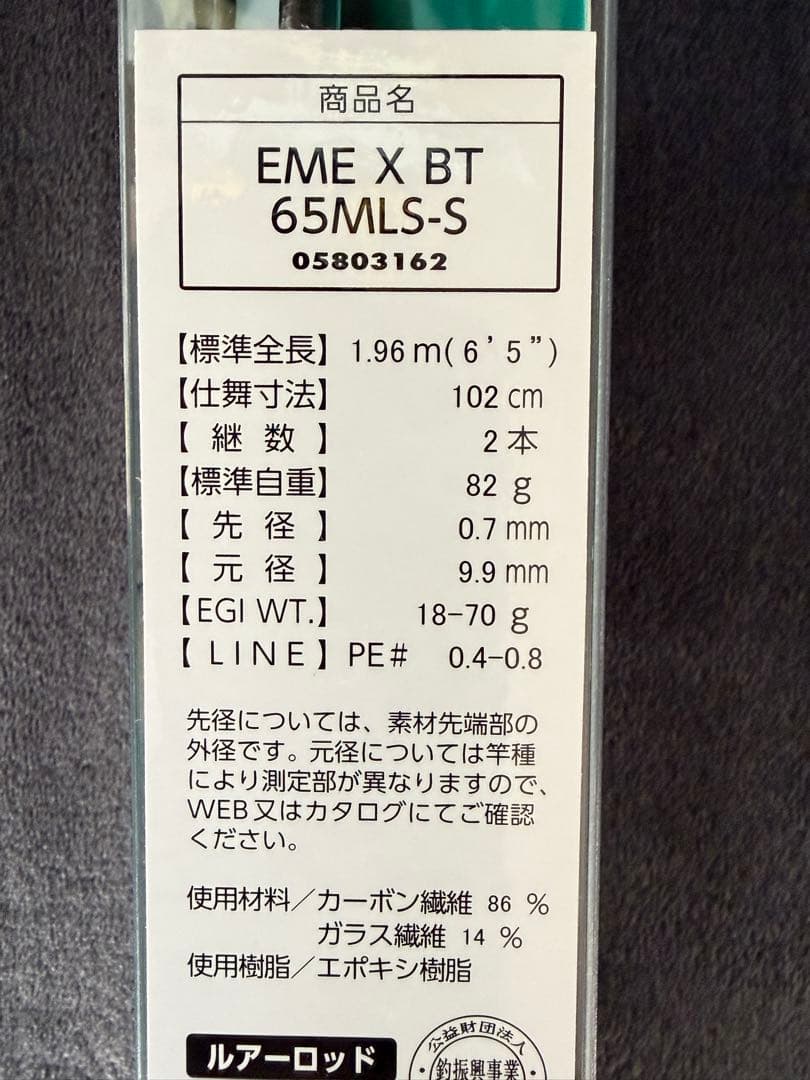 商品名
EME X BT
65MLS-S
05803162
【標準全長】 1.96 m( 6’5”)
【仕舞寸法】 102 cm
【 継 数 】 2 本
【標準自重】 82 g
【 先 径 】 0.7 mm
【 元 径 】 9.9 mm
【EGI WT.】 18-70 g
【 LINE 】 PE# 0.4-0.8
先径については、素材先端部の
外径です。元径については竿種
により測定部が異なりますので、
WEB又はカタログにてご確認
ください。
使用材料／カーボン繊維 86 %
ガラス繊維 14 %
使用樹脂／エポキシ樹脂
ルアーロッド
公益財団法人
釣振興事業